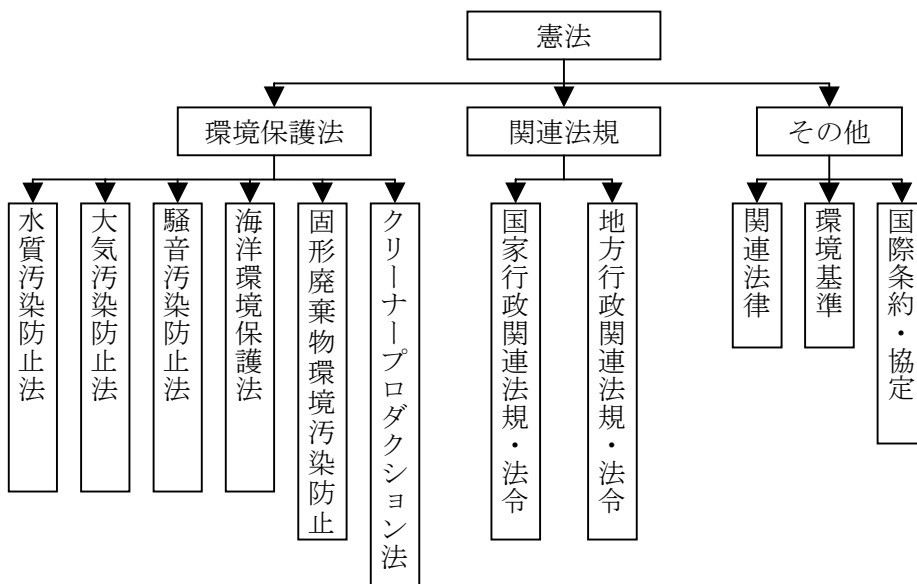 憲法
環境保護法
関連法規
その他
水質汚染防止法
大気汚染防止法
騒音汚染防止法
海洋環境保護法
固形廃棄物環境汚染防止
クリーナープロダクション法
国家行政関連法規・法令
地方行政関連法規・法令
関連法律
環境基準
国際条約・協定